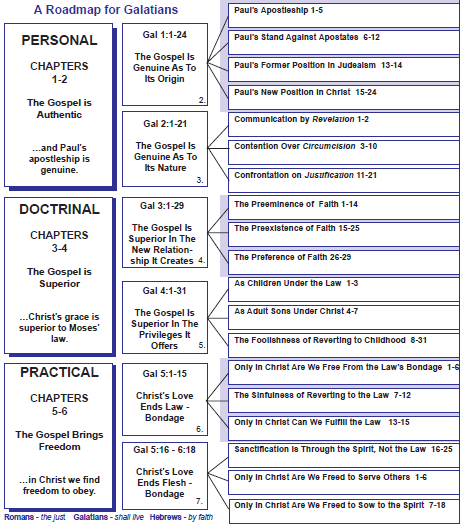 A Roadmap for Galatians
PERSONAL
CHAPTERS
1-2
The Gospel is
Authentic
...and Paul's
apostleship is
genuine.
Gal 1:1-24
The Gospel Is
Genuine As To
Its Origin
2.
Paul's Apostleship 1-5
Paul's Stand Against Apostates 6-12
Paul's Former Position In Judaism 13-14
Paul's New Position in Christ 15-24
Gal 2:1-21
The Gospel Is
Genuine As To
Its Nature
3.
Communication by Revelation 1-2
Contention Over Circumcision 3-10
Confrontation on Justification 11-21
DOCTRINAL
CHAPTERS
3-4
The Gospel is
Superior
...Christ's grace is
superior to Moses'
law.
Gal 3:1-29
The Gospel Is
Superior In The
New Relation-
ship It Creates 4.
The Preeminence of Faith 1-14
The Preexistence of Faith 15-25
The Preference of Faith 26-29
Gal 4:1-31
The Gospel Is
Superior In The
Privileges It
Offers 5.
As Children Under the Law 1-3
As Adult Sons Under Christ 4-7
The Foolishness of Reverting to Childhood 8-31
PRACTICAL
CHAPTERS
5-6
The Gospel Brings
Freedom
...in Christ we find
freedom to obey.
Gal 5:1-15
Christ's Love
Ends Law -
Bondage
6.
Only in Christ Are We Free From the Law's Bondage 1-6
The Sinfulness of Reverting to the Law 7-12
Only in Christ Can We Fulfill the Law 13-15
Gal 5:16 - 6:18
Christ's Love
Ends Flesh -
Bondage
7.
Sanctification Is Through the Spirit, Not the Law 16-25
Only in Christ Are We Freed to Serve Others 1-6
Only in Christ Are We Freed to Sow to the Spirit 7-18
Romans - the just Galatians - shall live Hebrews - by faith